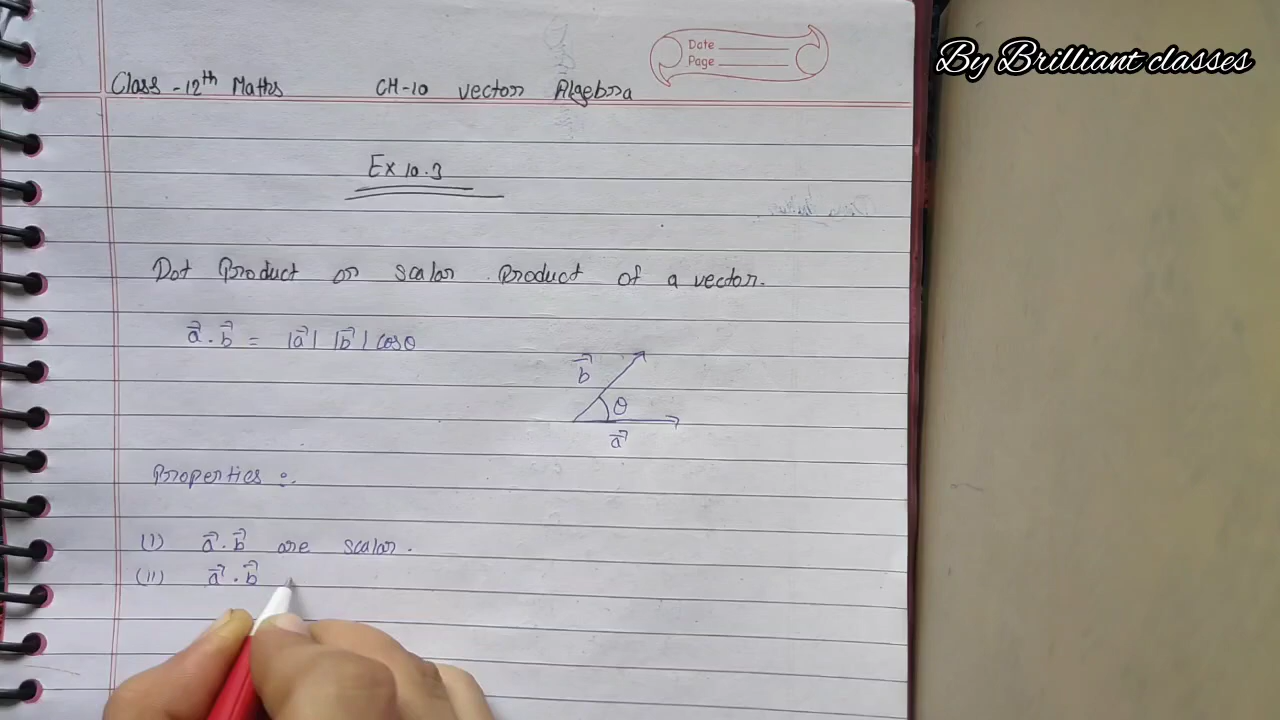 By Brilliant classes
Date
Page
Class - 12th Maths CH-10 vector Algebra
Ex 10.3
Dot Product or scalar Product of a vector.
a⃗ . b⃗ = |a⃗| |b⃗| cosθ
b⃗
θ
a⃗
Properties :.
(I) a⃗ . b⃗ are scalar.
(II) a⃗ . b⃗